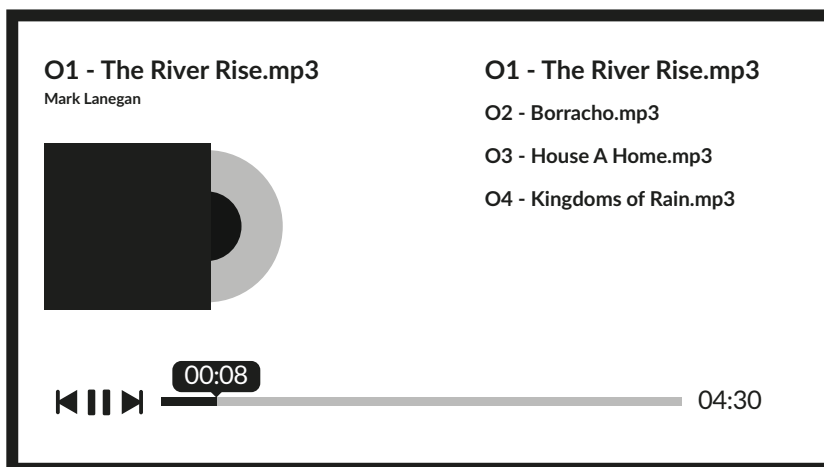 O1 - The River Rise.mp3
Mark Lanegan
O1 - The River Rise.mp3
O2 - Borracho.mp3
O3 - House A Home.mp3
O4 - Kingdoms of Rain.mp3
00:08
04:30